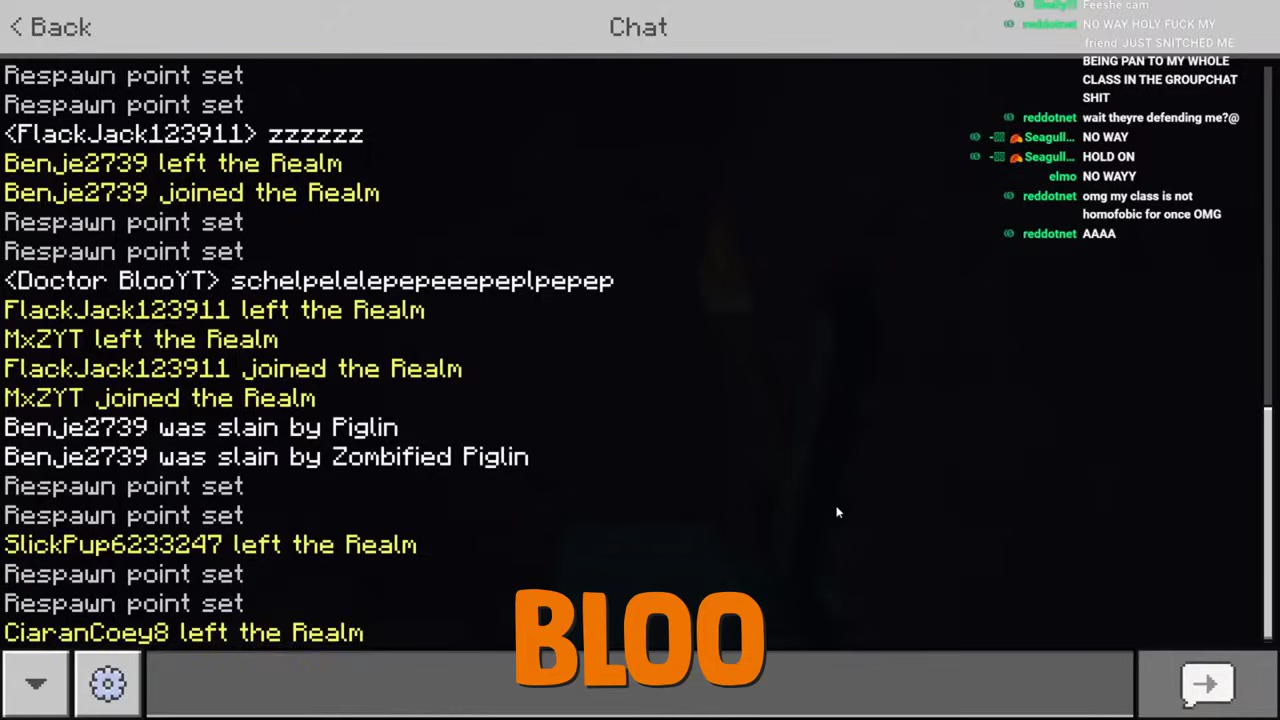 < Back
Chat
Respawn point set
Respawn point set
<FlackJack123911> zzzzzz
Benje2739 left the Realm
Benje2739 joined the Realm
Respawn point set
Respawn point set
<Doctor BlooYT> schelpelelepepeeepeplpepep
FlackJack123911 left the Realm
MxZYT left the Realm
FlackJack123911 joined the Realm
MxZYT joined the Realm
Benje2739 was slain by Piglin
Benje2739 was slain by Zombified Piglin
Respawn point set
Respawn point set
SlickPup6233247 left the Realm
Respawn point set
Respawn point set
CiaranCoey8 left the Realm
Feeshe cam
reddotnet NO WAY HOLY FUCK MY
friend JUST SNITCHED ME
BEING PAN TO MY WHOLE
CLASS IN THE GROUPCHAT
SHIT
reddotnet wait theyre defending me?@
Seagull... NO WAY
Seagull... HOLD ON
elmo NO WAYY
reddotnet omg my class is not
homofobic for once OMG
reddotnet AAAA
BLOO